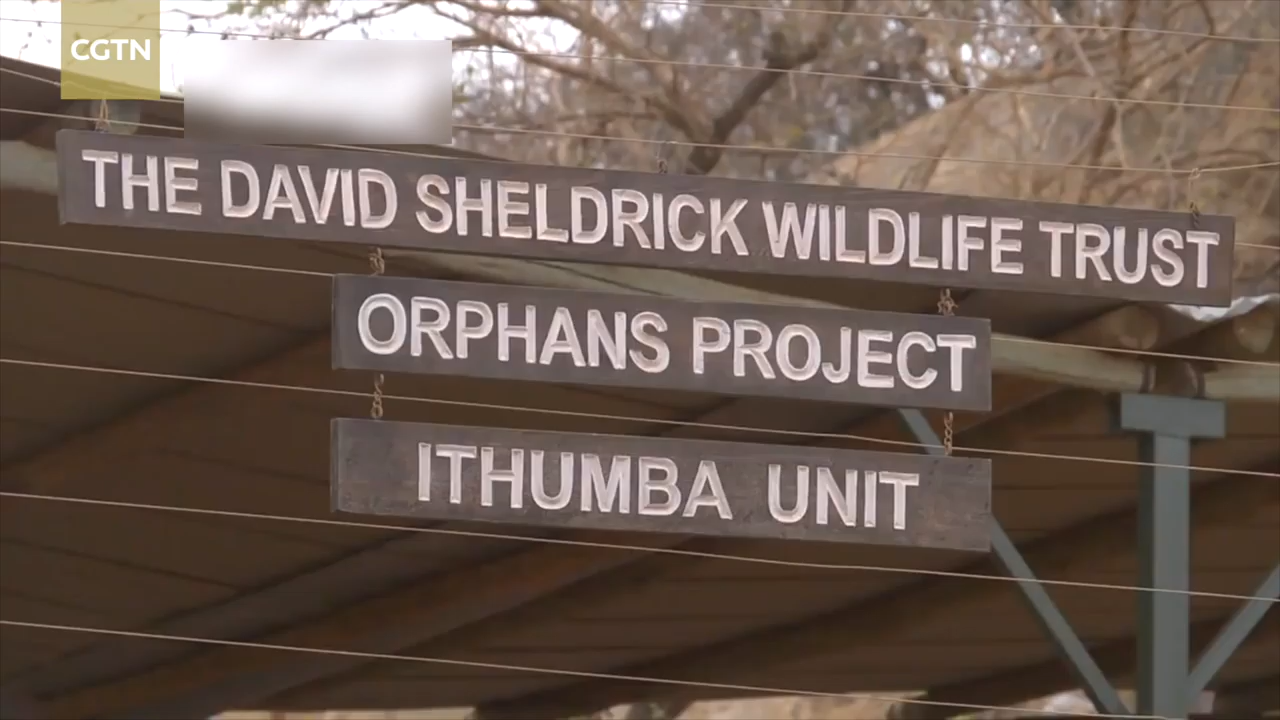 CGTN
THE DAVID SHELDRICK WILDLIFE TRUST
ORPHANS PROJECT
ITHUMBA UNIT